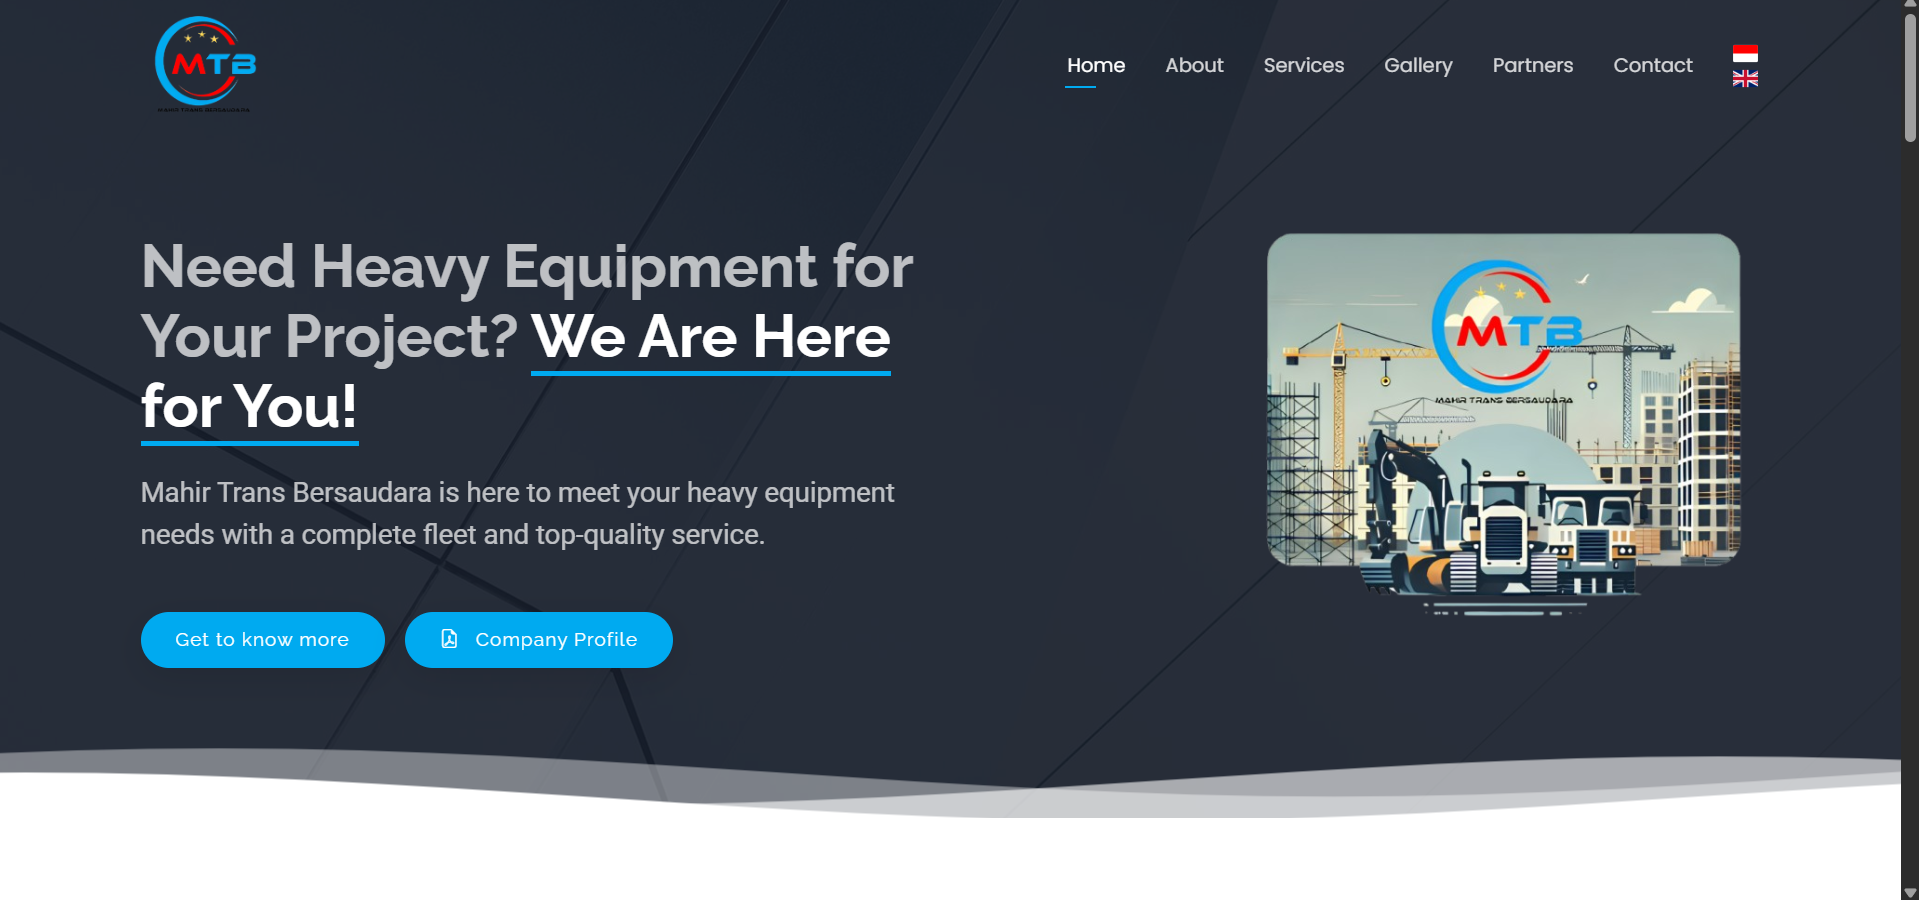 MTB
MAHIR TRANS BERSAUDARA
Home About Services Gallery Partners Contact
Need Heavy Equipment for
Your Project? We Are Here
for You!
Mahir Trans Bersaudara is here to meet your heavy equipment
needs with a complete fleet and top-quality service.
Get to know more
Company Profile
MTB
MAHIR TRANS BERSAUDARA